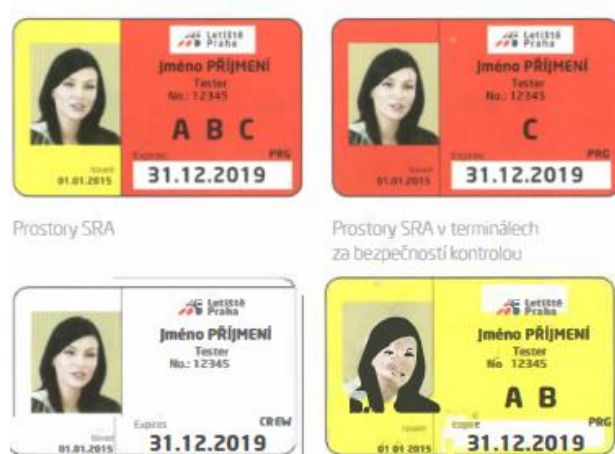 Letiště
Praha
Jméno PŘÍJMENÍ
Tester
No.: 12345
A B C
Expires
PRG
Issued
01.01.2015
31.12.2019
Prostory SRA
Letiště
Praha
Jméno PŘÍJMENÍ
Tester
No.: 12345
C
Expires
PRG
Issued
01.01.2015
31.12.2019
Prostory SRA v terminálech
za bezpečností kontrolou
Letiště
Praha
Jméno PŘÍJMENÍ
Tester
No.: 12345
Expires
CREW
Issued
01.01.2015
31.12.2019
Letiště
Praha
Jméno PŘÍJMENÍ
Tester
No 12345
A B
PRG
Issued
01 01 2015
31.12.2019